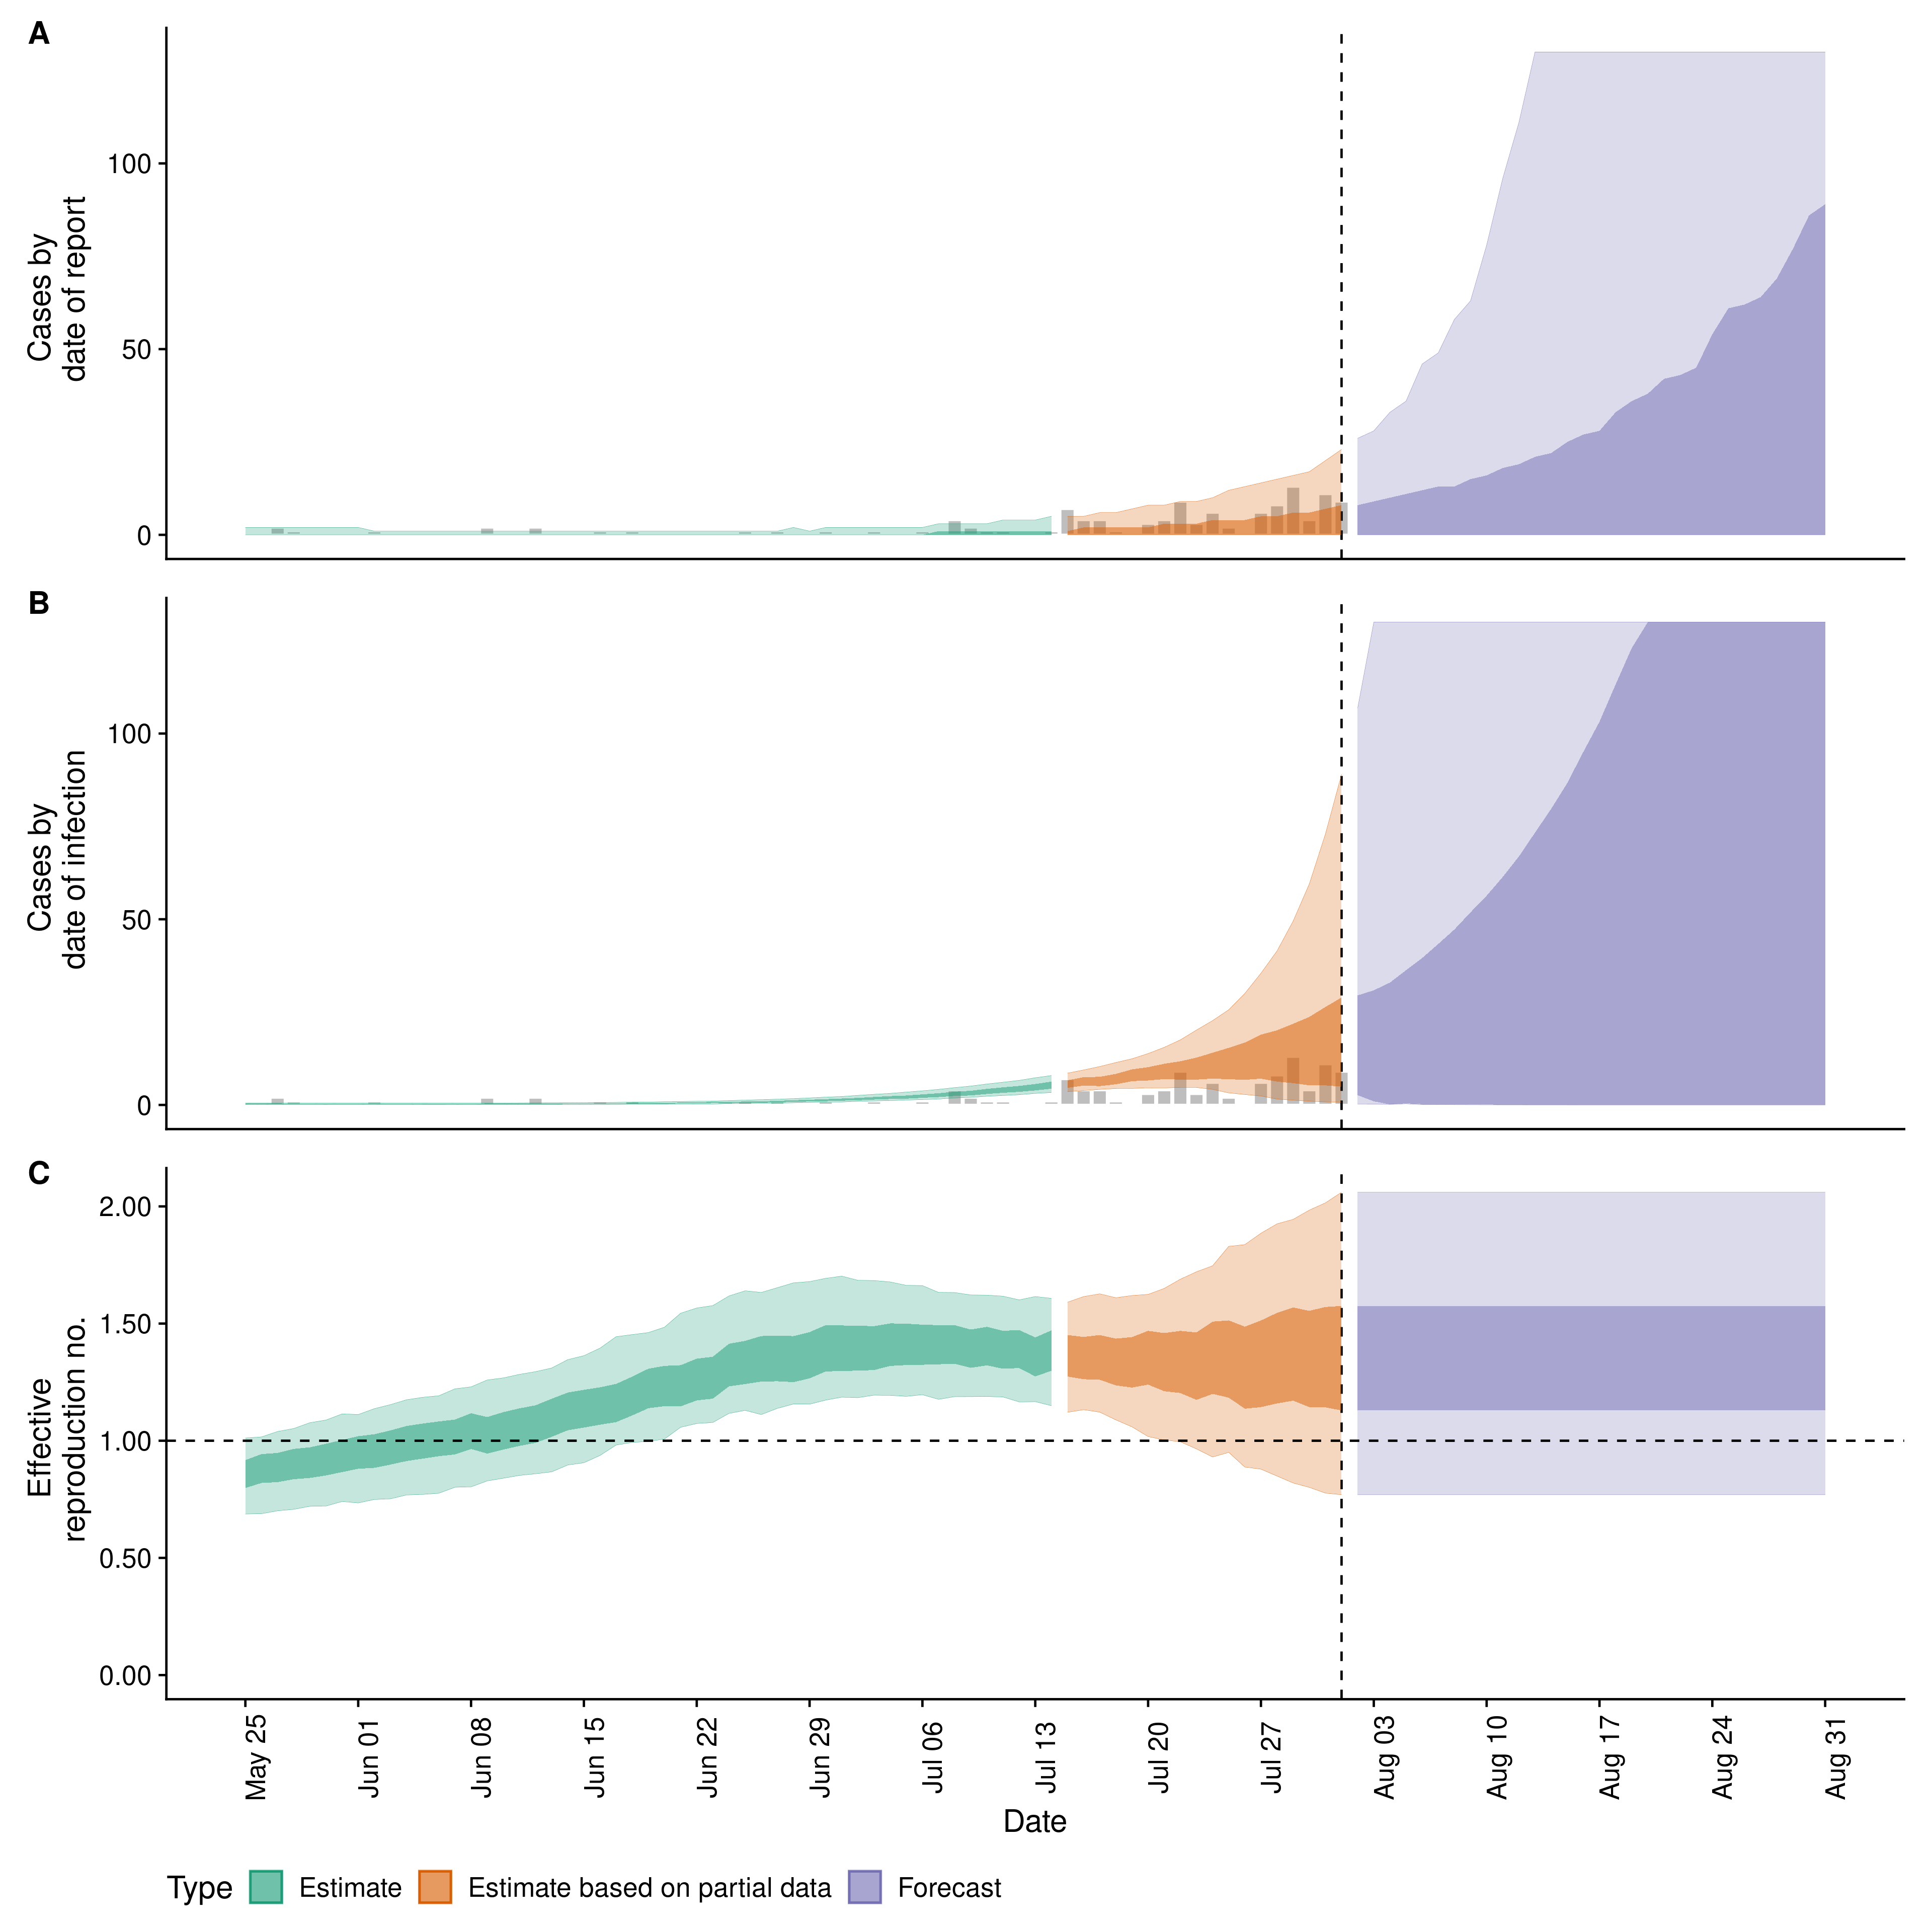 A
Cases by
date of report
100
50
0
B
Cases by
date of infection
100
50
0
C
Effective
reproduction no.
2.00
1.50
1.00
0.50
0.00
May 25
Jun 01
Jun 08
Jun 15
Jun 22
Jun 29
Jul 06
Jul 13
Jul 20
Jul 27
Aug 03
Aug 10
Aug 17
Aug 24
Aug 31
Date
Type Estimate Estimate based on partial data Forecast